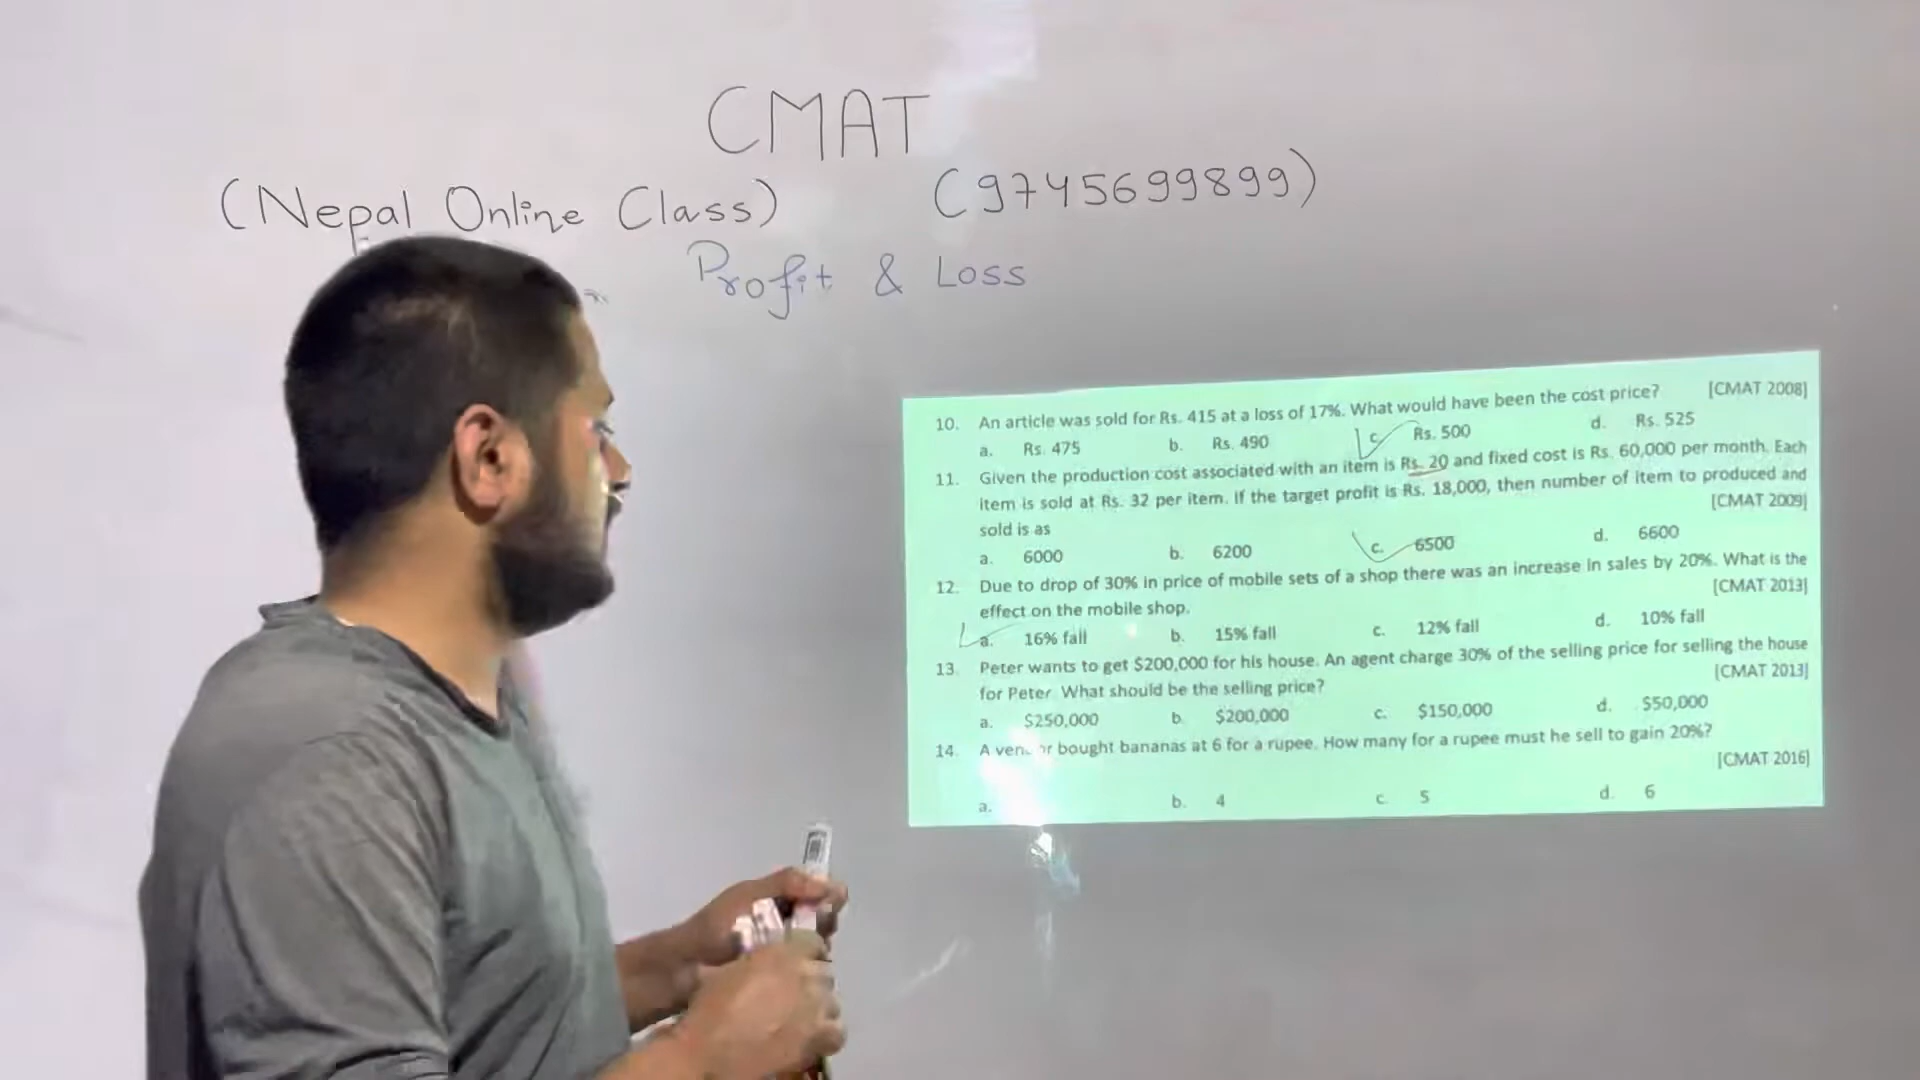 CMAT
(Nepal Online Class) (9745699899)
Profit & Loss
10. An article was sold for Rs. 415 at a loss of 17%. What would have been the cost price? [CMAT 2008]
a. Rs. 475 b. Rs. 490 c. Rs. 500 d. Rs. 525
11. Given the production cost associated with an item is Rs. 20 and fixed cost is Rs. 60,000 per month. Each
item is sold at Rs. 32 per item. If the target profit is Rs. 18,000, then number of item to produced and
sold is as [CMAT 2009]
a. 6000 b. 6200 c. 6500 d. 6600
12. Due to drop of 30% in price of mobile sets of a shop there was an increase in sales by 20%. What is the
effect on the mobile shop. [CMAT 2013]
a. 16% fall b. 15% fall c. 12% fall d. 10% fall
13. Peter wants to get $200,000 for his house. An agent charge 30% of the selling price for selling the house
for Peter. What should be the selling price? [CMAT 2013]
a. $250,000 b. $200,000 c. $150,000 d. $50,000
14. A bought bananas at 6 for a rupee. How many for a rupee must he sell to gain 20%?
[CMAT 2016]
a. b. 4 c. 5 d. 6